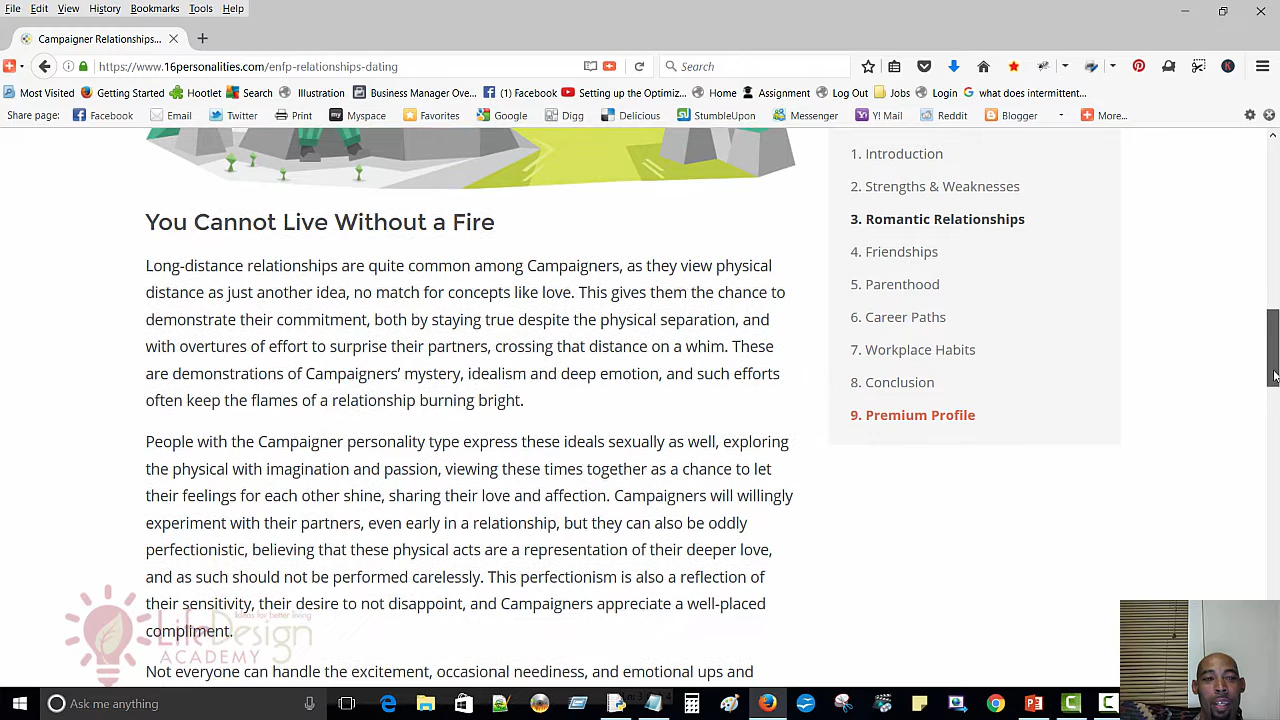 File Edit View History Bookmarks Tools Help
Campaigner Relationships...
https://www.16personalities.com/enfp-relationships-dating
Search
Most Visited Getting Started Hootlet Search Illustration Business Manager Ove... (1) Facebook Setting up the Optimiz... Home Assignment Log Out Jobs Login what does intermittent...
Share page: Facebook Email Twitter Print Myspace Favorites Google Digg Delicious StumbleUpon Messenger Y! Mail Reddit Blogger More...
1. Introduction
2. Strengths & Weaknesses
3. Romantic Relationships
4. Friendships
5. Parenthood
6. Career Paths
7. Workplace Habits
8. Conclusion
9. Premium Profile
You Cannot Live Without a Fire
Long-distance relationships are quite common among Campaigners, as they view physical
distance as just another idea, no match for concepts like love. This gives them the chance to
demonstrate their commitment, both by staying true despite the physical separation, and
with overtures of effort to surprise their partners, crossing that distance on a whim. These
are demonstrations of Campaigners’ mystery, idealism and deep emotion, and such efforts
often keep the flames of a relationship burning bright.
People with the Campaigner personality type express these ideals sexually as well, exploring
the physical with imagination and passion, viewing these times together as a chance to let
their feelings for each other shine, sharing their love and affection. Campaigners will willingly
experiment with their partners, even early in a relationship, but they can also be oddly
perfectionistic, believing that these physical acts are a representation of their deeper love,
and as such should not be performed carelessly. This perfectionism is also a reflection of
their sensitivity, their desire to not disappoint, and Campaigners appreciate a well-placed
compliment.
Not everyone can handle the excitement, occasional neediness, and emotional ups and
Ideas for better living
LifeDesign
ACADEMY
Ask me anything